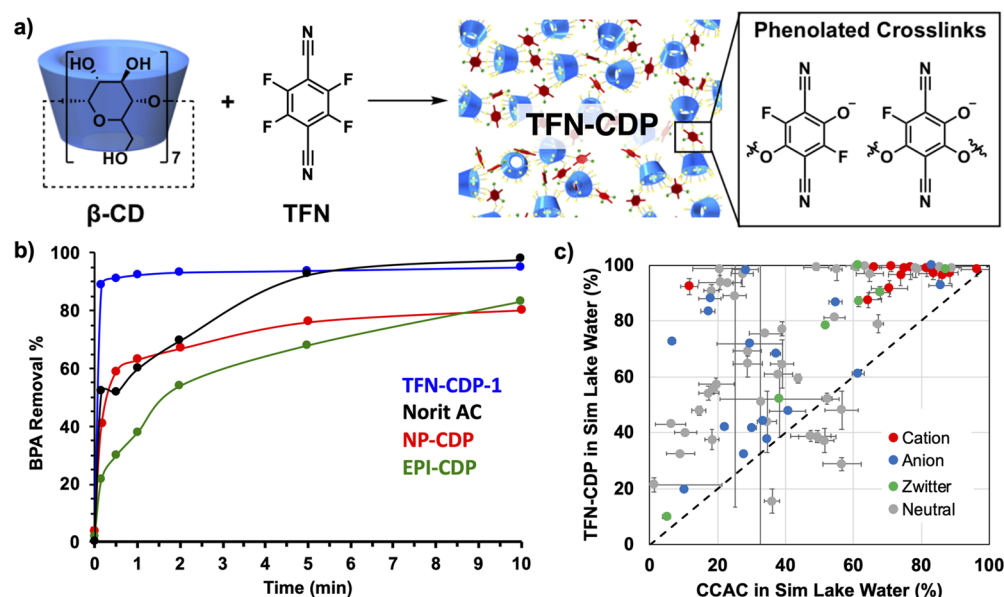 a)
HO OH
O
O
HO
7
β-CD
+
N
F F
F F
N
TFN
TFN-CDP
Phenolated Crosslinks
N N
F O⁻ F O⁻
O F O O
N N
b)
BPA Removal %
100
80
60
40
20
0
0 1 2 3 4 5 6 7 8 9 10
Time (min)
TFN-CDP-1
Norit AC
NP-CDP
EPI-CDP
c)
TFN-CDP in Sim Lake Water (%)
100
80
60
40
20
0
0 20 40 60 80 100
CCAC in Sim Lake Water (%)
Cation
Anion
Zwitter
Neutral